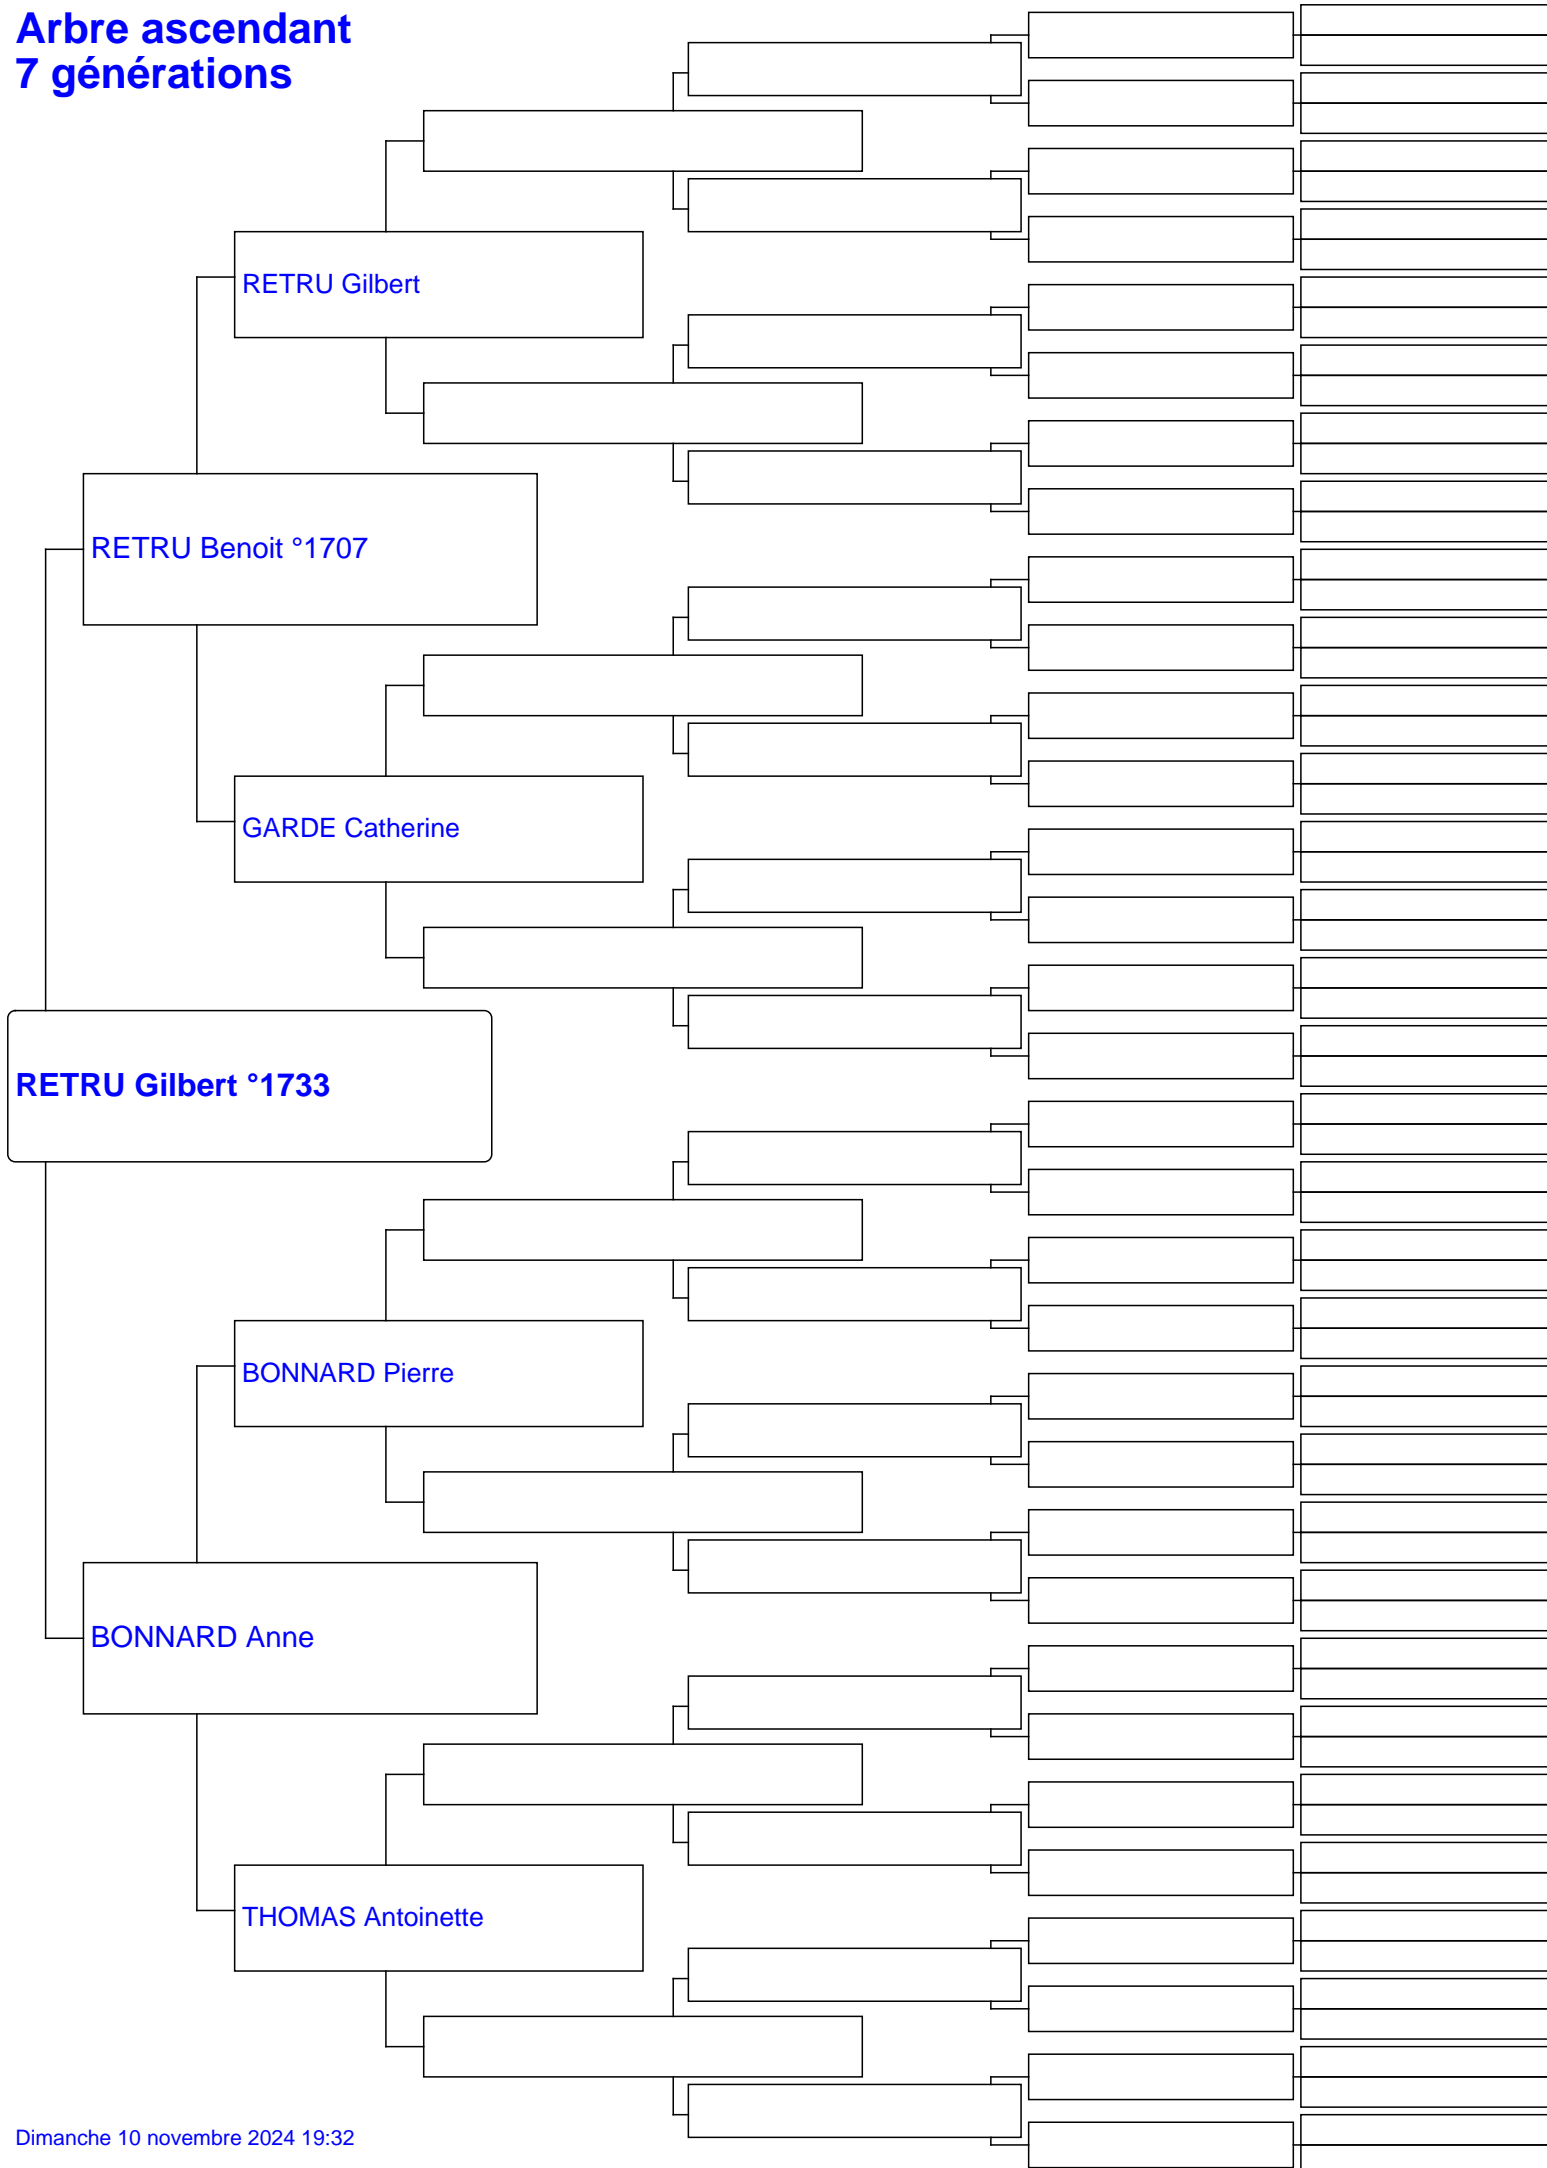 Arbre ascendant
7 générations
RETRU Gilbert
RETRU Benoit °1707
GARDE Catherine
RETRU Gilbert °1733
BONNARD Pierre
BONNARD Anne
THOMAS Antoinette
Dimanche 10 novembre 2024 19:32